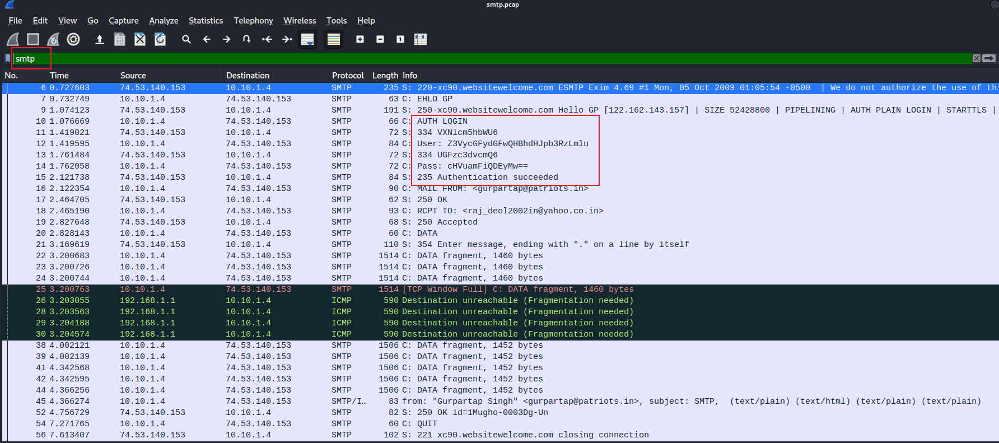 smtp.pcap
File Edit View Go Capture Analyze Statistics Telephony Wireless Tools Help
smtp
No. Time Source Destination Protocol Length Info
6 0.727603 74.53.140.153 10.10.1.4 SMTP 235 S: 220-xc90.websitewelcome.com ESMTP Exim 4.69 #1 Mon, 05 Oct 2009 01:05:54 -0500 | We do not authorize the use of thi
7 0.732749 10.10.1.4 74.53.140.153 SMTP 63 C: EHLO GP
9 1.074123 74.53.140.153 10.10.1.4 SMTP 191 S: 250-xc90.websitewelcome.com Hello GP [122.162.143.157] | SIZE 52428800 | PIPELINING | AUTH PLAIN LOGIN | STARTTLS |
10 1.076669 10.10.1.4 74.53.140.153 SMTP 66 C: AUTH LOGIN
11 1.419021 74.53.140.153 10.10.1.4 SMTP 72 S: 334 VXNlcm5hbWU6
12 1.419595 10.10.1.4 74.53.140.153 SMTP 84 C: User: Z3VycGFydGFwQHBhdHJpb3RzLmlu
13 1.761484 74.53.140.153 10.10.1.4 SMTP 72 S: 334 UGFzc3dvcmQ6
14 1.762058 10.10.1.4 74.53.140.153 SMTP 72 C: Pass: cHVuamFiQDEyMw==
15 2.121738 74.53.140.153 10.10.1.4 SMTP 84 S: 235 Authentication succeeded
16 2.122354 10.10.1.4 74.53.140.153 SMTP 90 C: MAIL FROM: <gurpartap@patriots.in>
17 2.464705 74.53.140.153 10.10.1.4 SMTP 62 S: 250 OK
18 2.465190 10.10.1.4 74.53.140.153 SMTP 93 C: RCPT TO: <raj_deol2002in@yahoo.co.in>
19 2.827648 74.53.140.153 10.10.1.4 SMTP 68 S: 250 Accepted
20 2.828143 10.10.1.4 74.53.140.153 SMTP 60 C: DATA
21 3.169619 74.53.140.153 10.10.1.4 SMTP 110 S: 354 Enter message, ending with "." on a line by itself
22 3.200683 10.10.1.4 74.53.140.153 SMTP 1514 C: DATA fragment, 1460 bytes
23 3.200726 10.10.1.4 74.53.140.153 SMTP 1514 C: DATA fragment, 1460 bytes
24 3.200744 10.10.1.4 74.53.140.153 SMTP 1514 C: DATA fragment, 1460 bytes
25 3.200763 10.10.1.4 74.53.140.153 SMTP 1514 [TCP Window Full] C: DATA fragment, 1460 bytes
26 3.203055 192.168.1.1 10.10.1.4 ICMP 590 Destination unreachable (Fragmentation needed)
28 3.203563 192.168.1.1 10.10.1.4 ICMP 590 Destination unreachable (Fragmentation needed)
29 3.204188 192.168.1.1 10.10.1.4 ICMP 590 Destination unreachable (Fragmentation needed)
30 3.204574 192.168.1.1 10.10.1.4 ICMP 590 Destination unreachable (Fragmentation needed)
38 4.002121 10.10.1.4 74.53.140.153 SMTP 1506 C: DATA fragment, 1452 bytes
39 4.002139 10.10.1.4 74.53.140.153 SMTP 1506 C: DATA fragment, 1452 bytes
41 4.342568 10.10.1.4 74.53.140.153 SMTP 1506 C: DATA fragment, 1452 bytes
42 4.342595 10.10.1.4 74.53.140.153 SMTP 1506 C: DATA fragment, 1452 bytes
44 4.366256 10.10.1.4 74.53.140.153 SMTP 1506 C: DATA fragment, 1452 bytes
45 4.366274 10.10.1.4 74.53.140.153 SMTP/I… 83 from: "Gurpartap Singh" <gurpartap@patriots.in>, subject: SMTP, (text/plain) (text/html) (text/plain) (text/plain)
52 4.756729 74.53.140.153 10.10.1.4 SMTP 82 S: 250 OK id=1Mugho-0003Dg-Un
54 7.271765 10.10.1.4 74.53.140.153 SMTP 60 C: QUIT
56 7.613407 74.53.140.153 10.10.1.4 SMTP 102 S: 221 xc90.websitewelcome.com closing connection